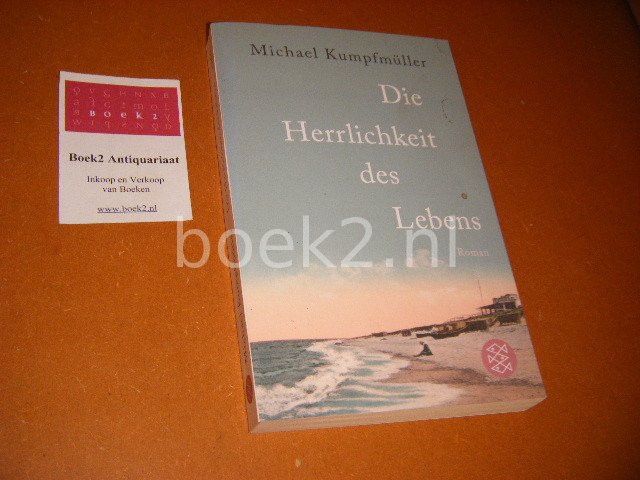 BOEK2
Boek2 Antiquariaat
Inkoop en Verkoop
van Boeken
www.boek2.nl
Michael Kumpfmüller
Die
Herrlichkeit
des
Lebens
Roman
boek2.nl